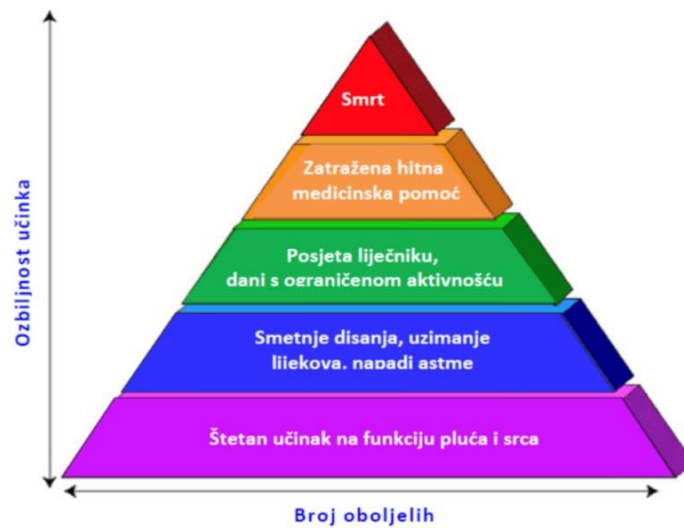 Smrt
Zatražena hitna
medicinska pomoć
Posjeta liječniku,
dani s ograničenom aktivnošću
Smetnje disanja, uzimanje
lijekova, napadi astme
Štetan učinak na funkciju pluća i srca
Ozbiljnost učinka
Broj oboljelih